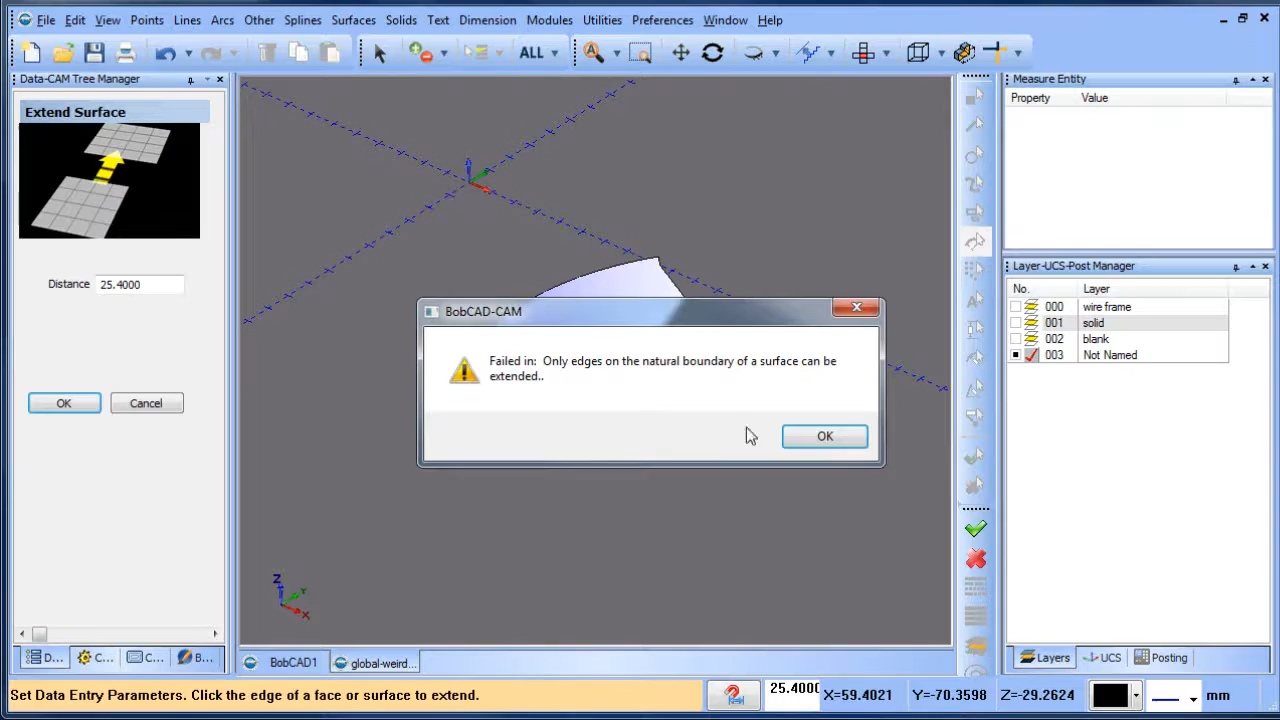 File Edit View Points Lines Arcs Other Splines Surfaces Solids Text Dimension Modules Utilities Preferences Window Help
ALL
Data-CAM Tree Manager
Extend Surface
Distance 25.4000
OK Cancel
D... C... C... B...
BobCAD-CAM
Failed in: Only edges on the natural boundary of a surface can be
extended..
OK
Z
Y
X
BobCAD1 global-weird...
Measure Entity
Property Value
Layer-UCS-Post Manager
No. Layer
000 wire frame
001 solid
002 blank
003 Not Named
Layers UCS Posting
Set Data Entry Parameters. Click the edge of a face or surface to extend. 25.4000 X=59.4021 Y=-70.3598 Z=-29.2624 mm